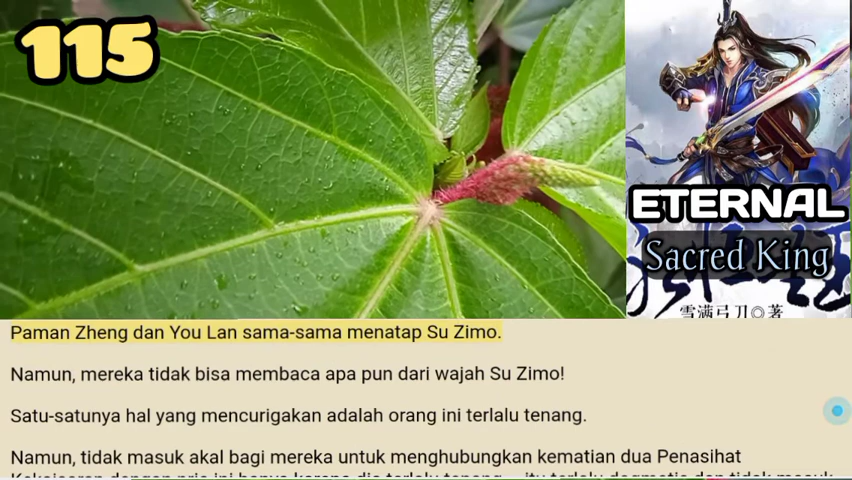 115
ETERNAL
Sacred King
雪满弓刀◎著
Paman Zheng dan You Lan sama-sama menatap Su Zimo.
Namun, mereka tidak bisa membaca apa pun dari wajah Su Zimo!
Satu-satunya hal yang mencurigakan adalah orang ini terlalu tenang.
Namun, tidak masuk akal bagi mereka untuk menghubungkan kematian dua Penasihat